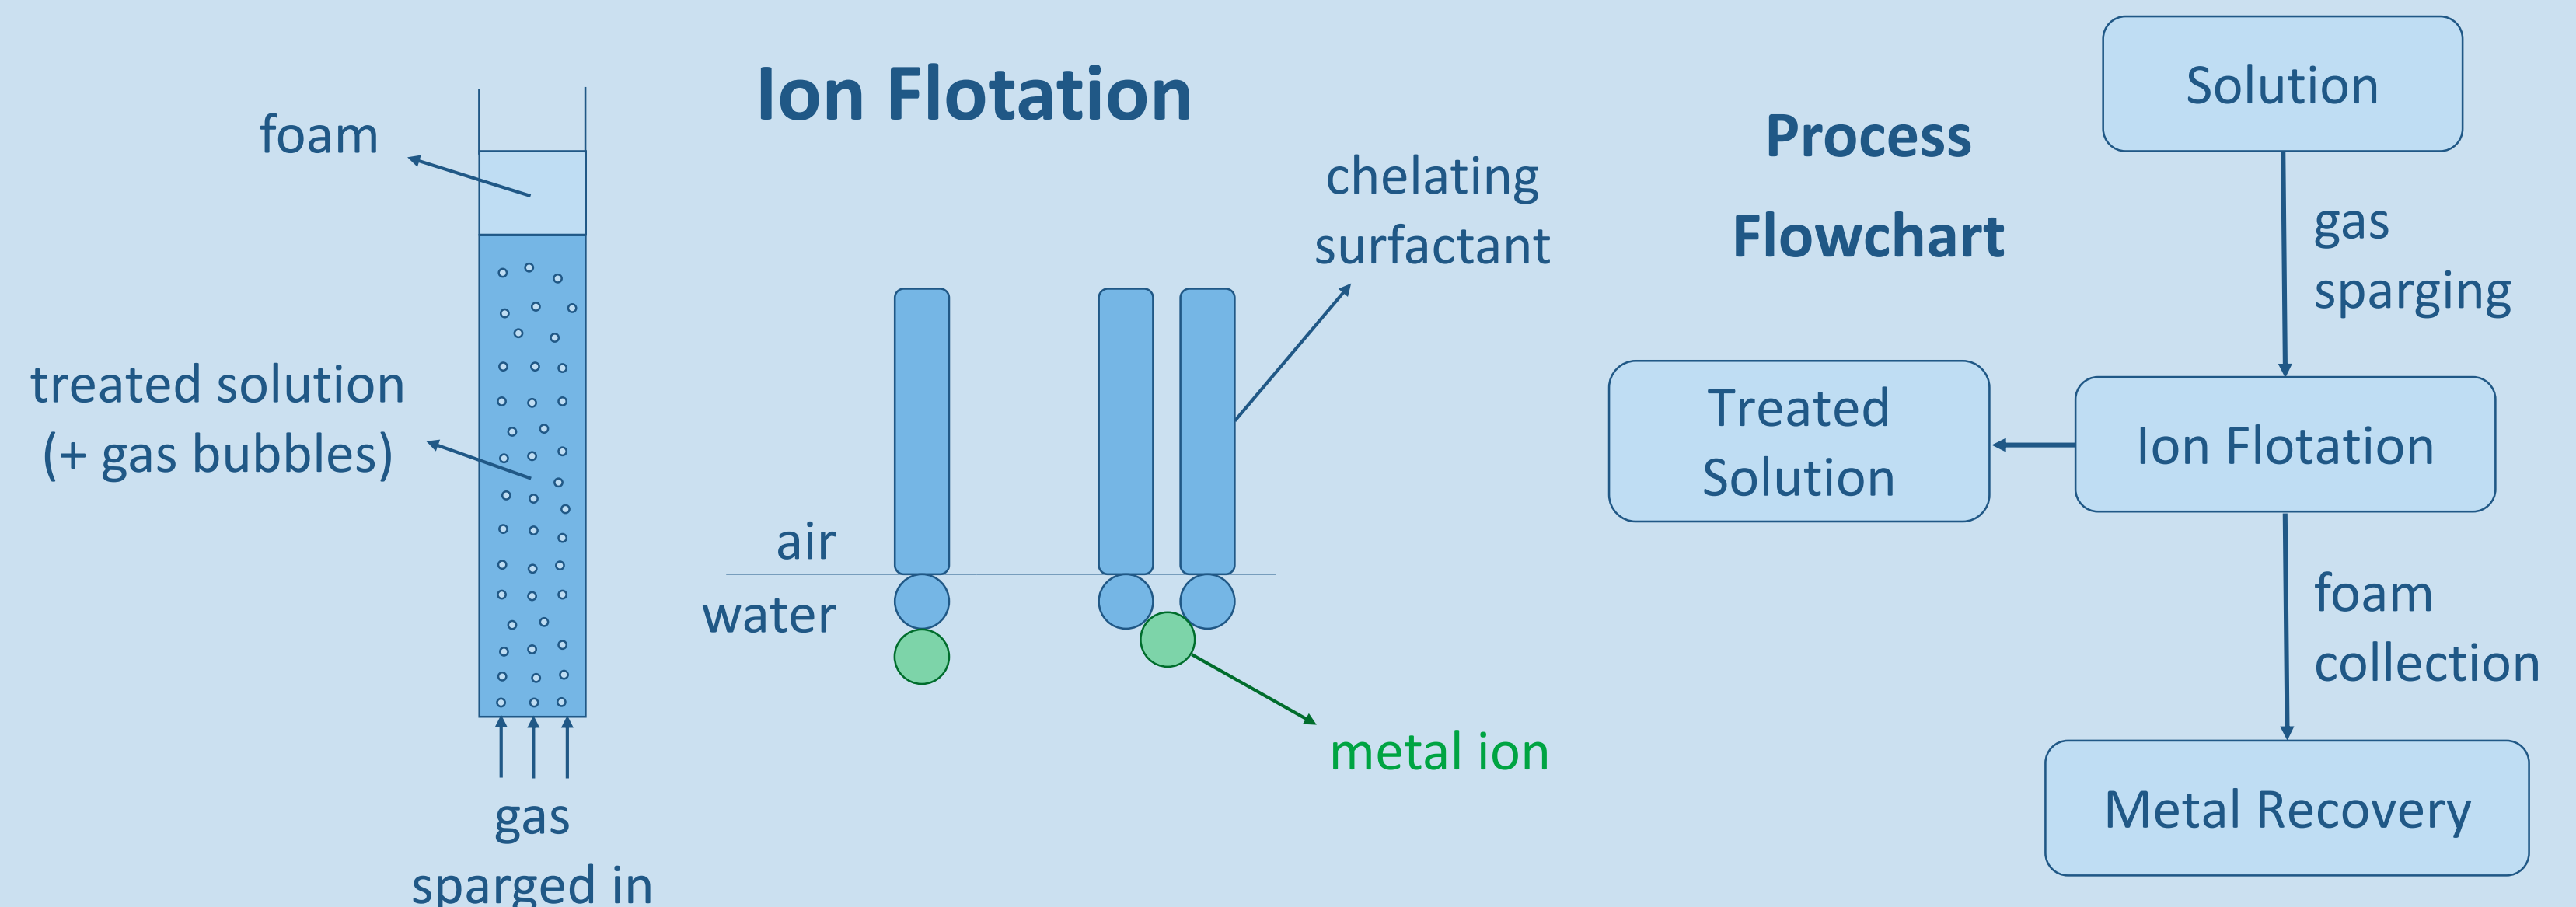 Ion Flotation
foam
treated solution
(+ gas bubbles)
gas
sparged in
air
water
chelating
surfactant
metal ion
Process
Flowchart
Solution
gas
sparging
Treated
Solution
Ion Flotation
foam
collection
Metal Recovery